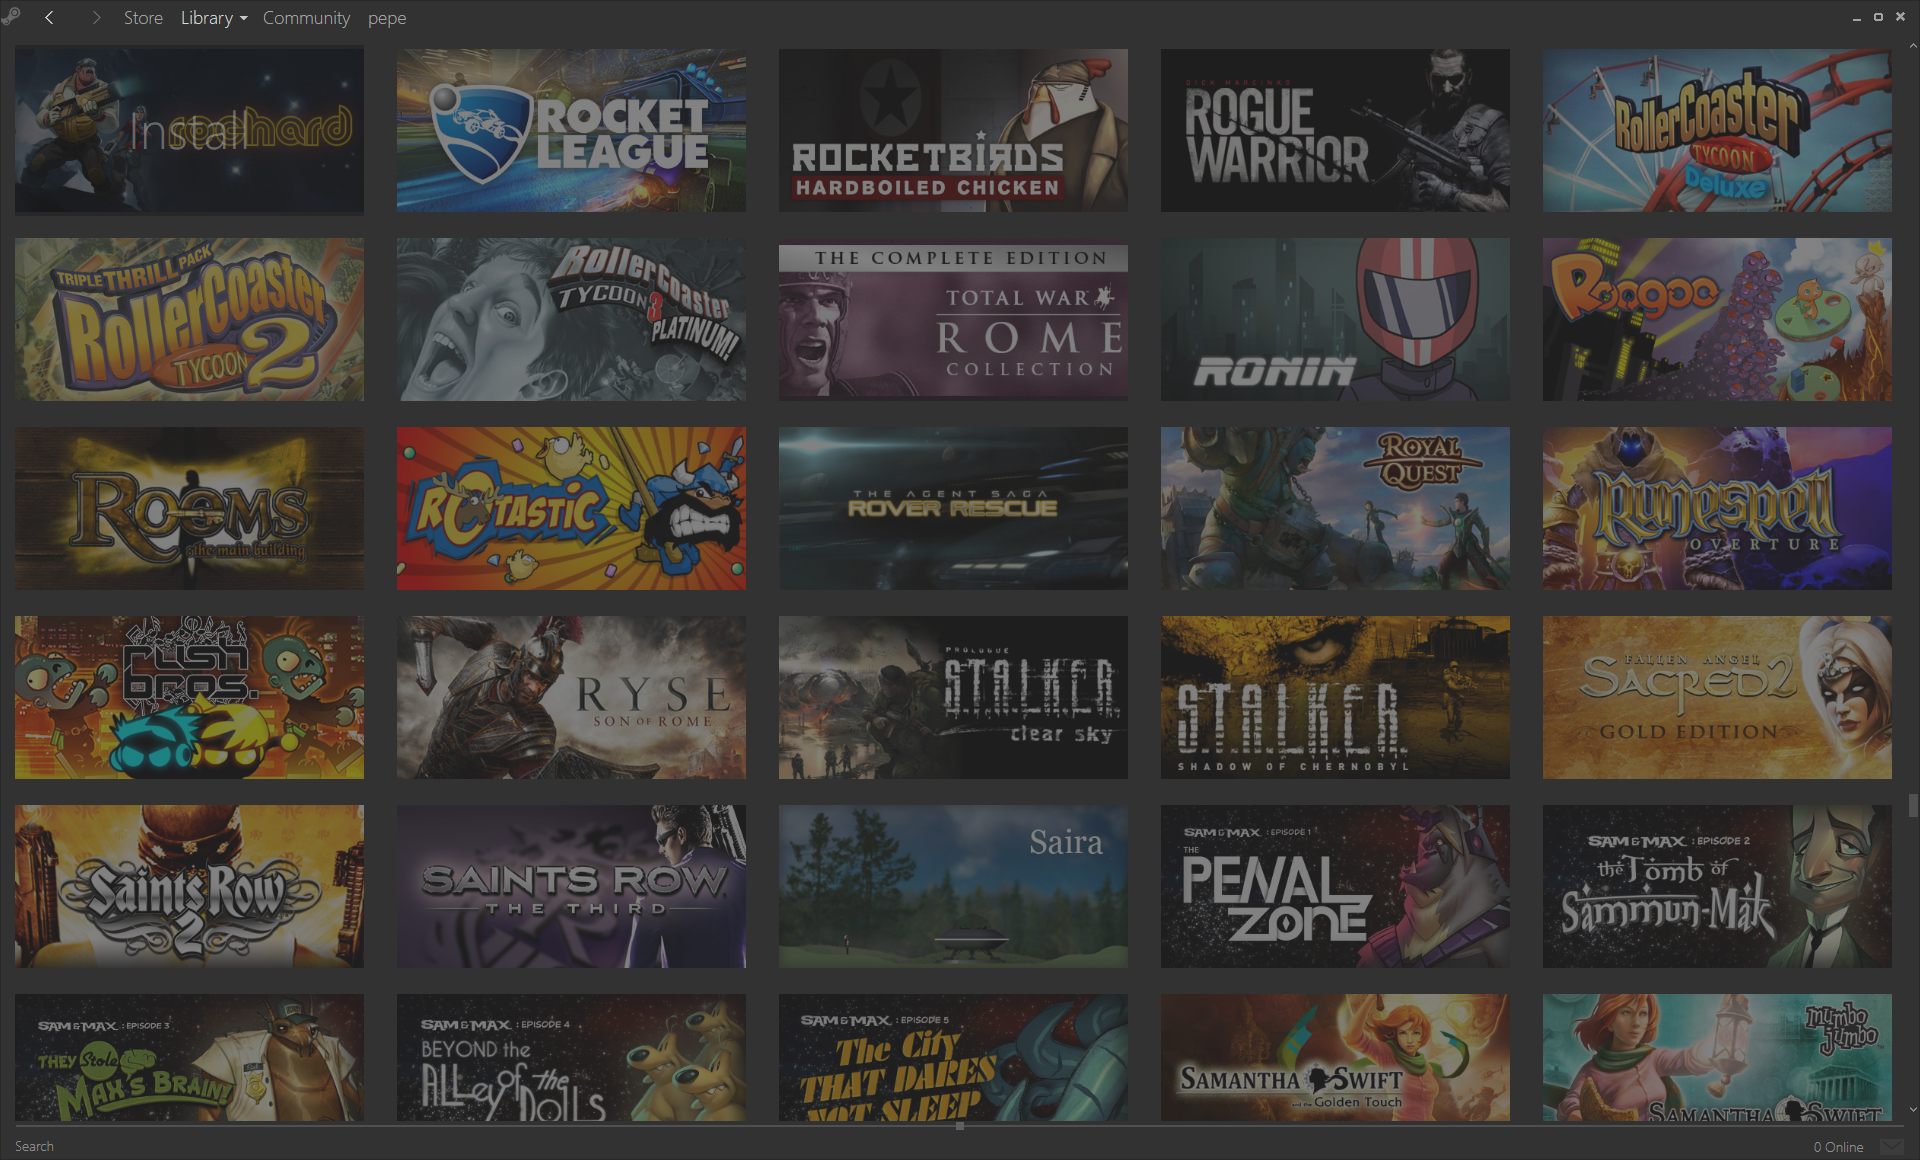 Store Library Community pepe
Install
rochard
ROCKET
LEAGUE
ROCKETBIRDS
HARDBOILED CHICKEN
DICK MARCINKO
ROGUE
WARRIOR
RollerCoaster
TYCOON
Deluxe
TRIPLE THRILL PACK
RollerCoaster
TYCOON 2
RollerCoaster
TYCOON 3
PLATINUM!
THE COMPLETE EDITION
TOTAL WAR
ROME
COLLECTION
RONIN
Roogoo
ROOMS
the main building
ROTASTIC
THE AGENT SAGA
ROVER RESCUE
ROYAL
QUEST
Runespell
OVERTURE
RUSH
BROS.
RYSE
SON OF ROME
PROLOGUE
S.T.A.L.K.E.R.
clear sky
S.T.A.L.K.E.R.
SHADOW OF CHERNOBYL
FALLEN ANGEL
SACRED 2
GOLD EDITION
Saints Row
2
SAINTS ROW
THE THIRD
Saira
SAM & MAX : EPISODE 1
THE
PENAL
ZONE
SAM & MAX : EPISODE 2
the Tomb of
Sammun-Mak
SAM & MAX : EPISODE 3
THEY Stole
MAX'S BRAIN!
SAM & MAX : EPISODE 4
BEYOND the
ALLey of the
DOLLS
SAM & MAX : EPISODE 5
The City
THAT DARES
NOT SLEEP
SAMANTHA SWIFT
and the Golden Touch
mumbo
jumbo
SAMANTHA SWIFT
Search
0 Online